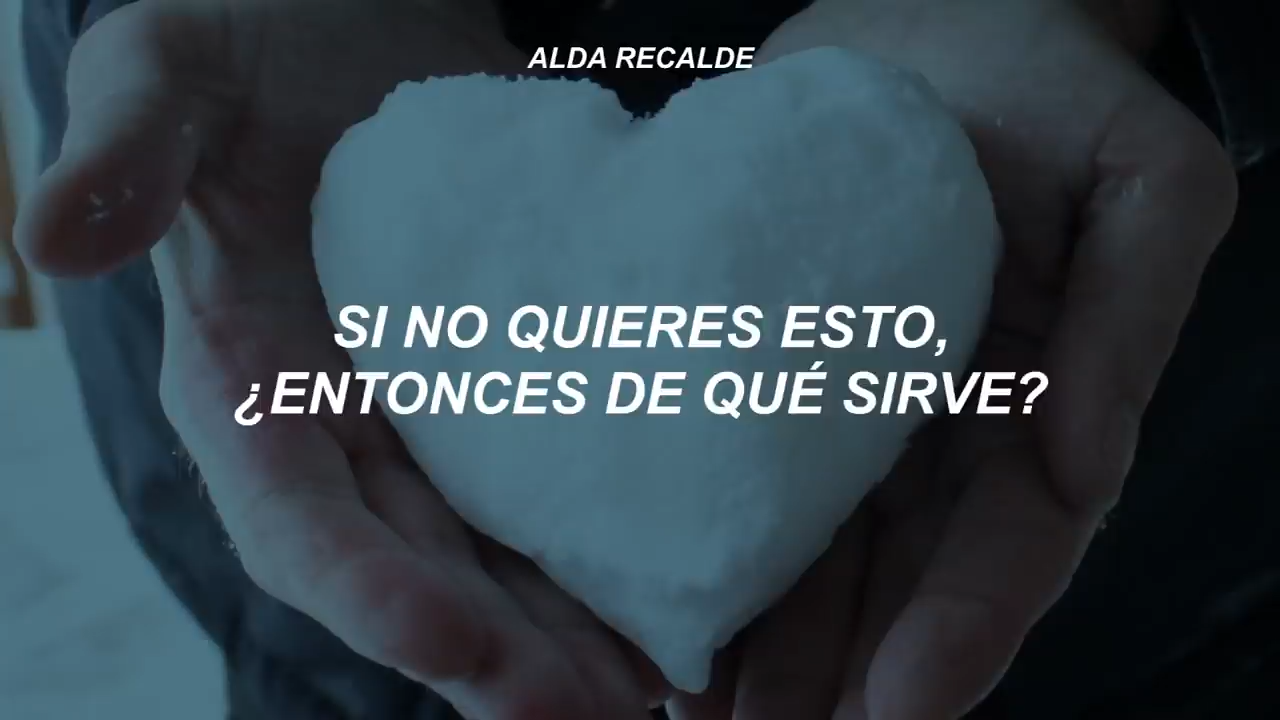 ALDA RECALDE
SI NO QUIERES ESTO,
¿ENTONCES DE QUÉ SIRVE?